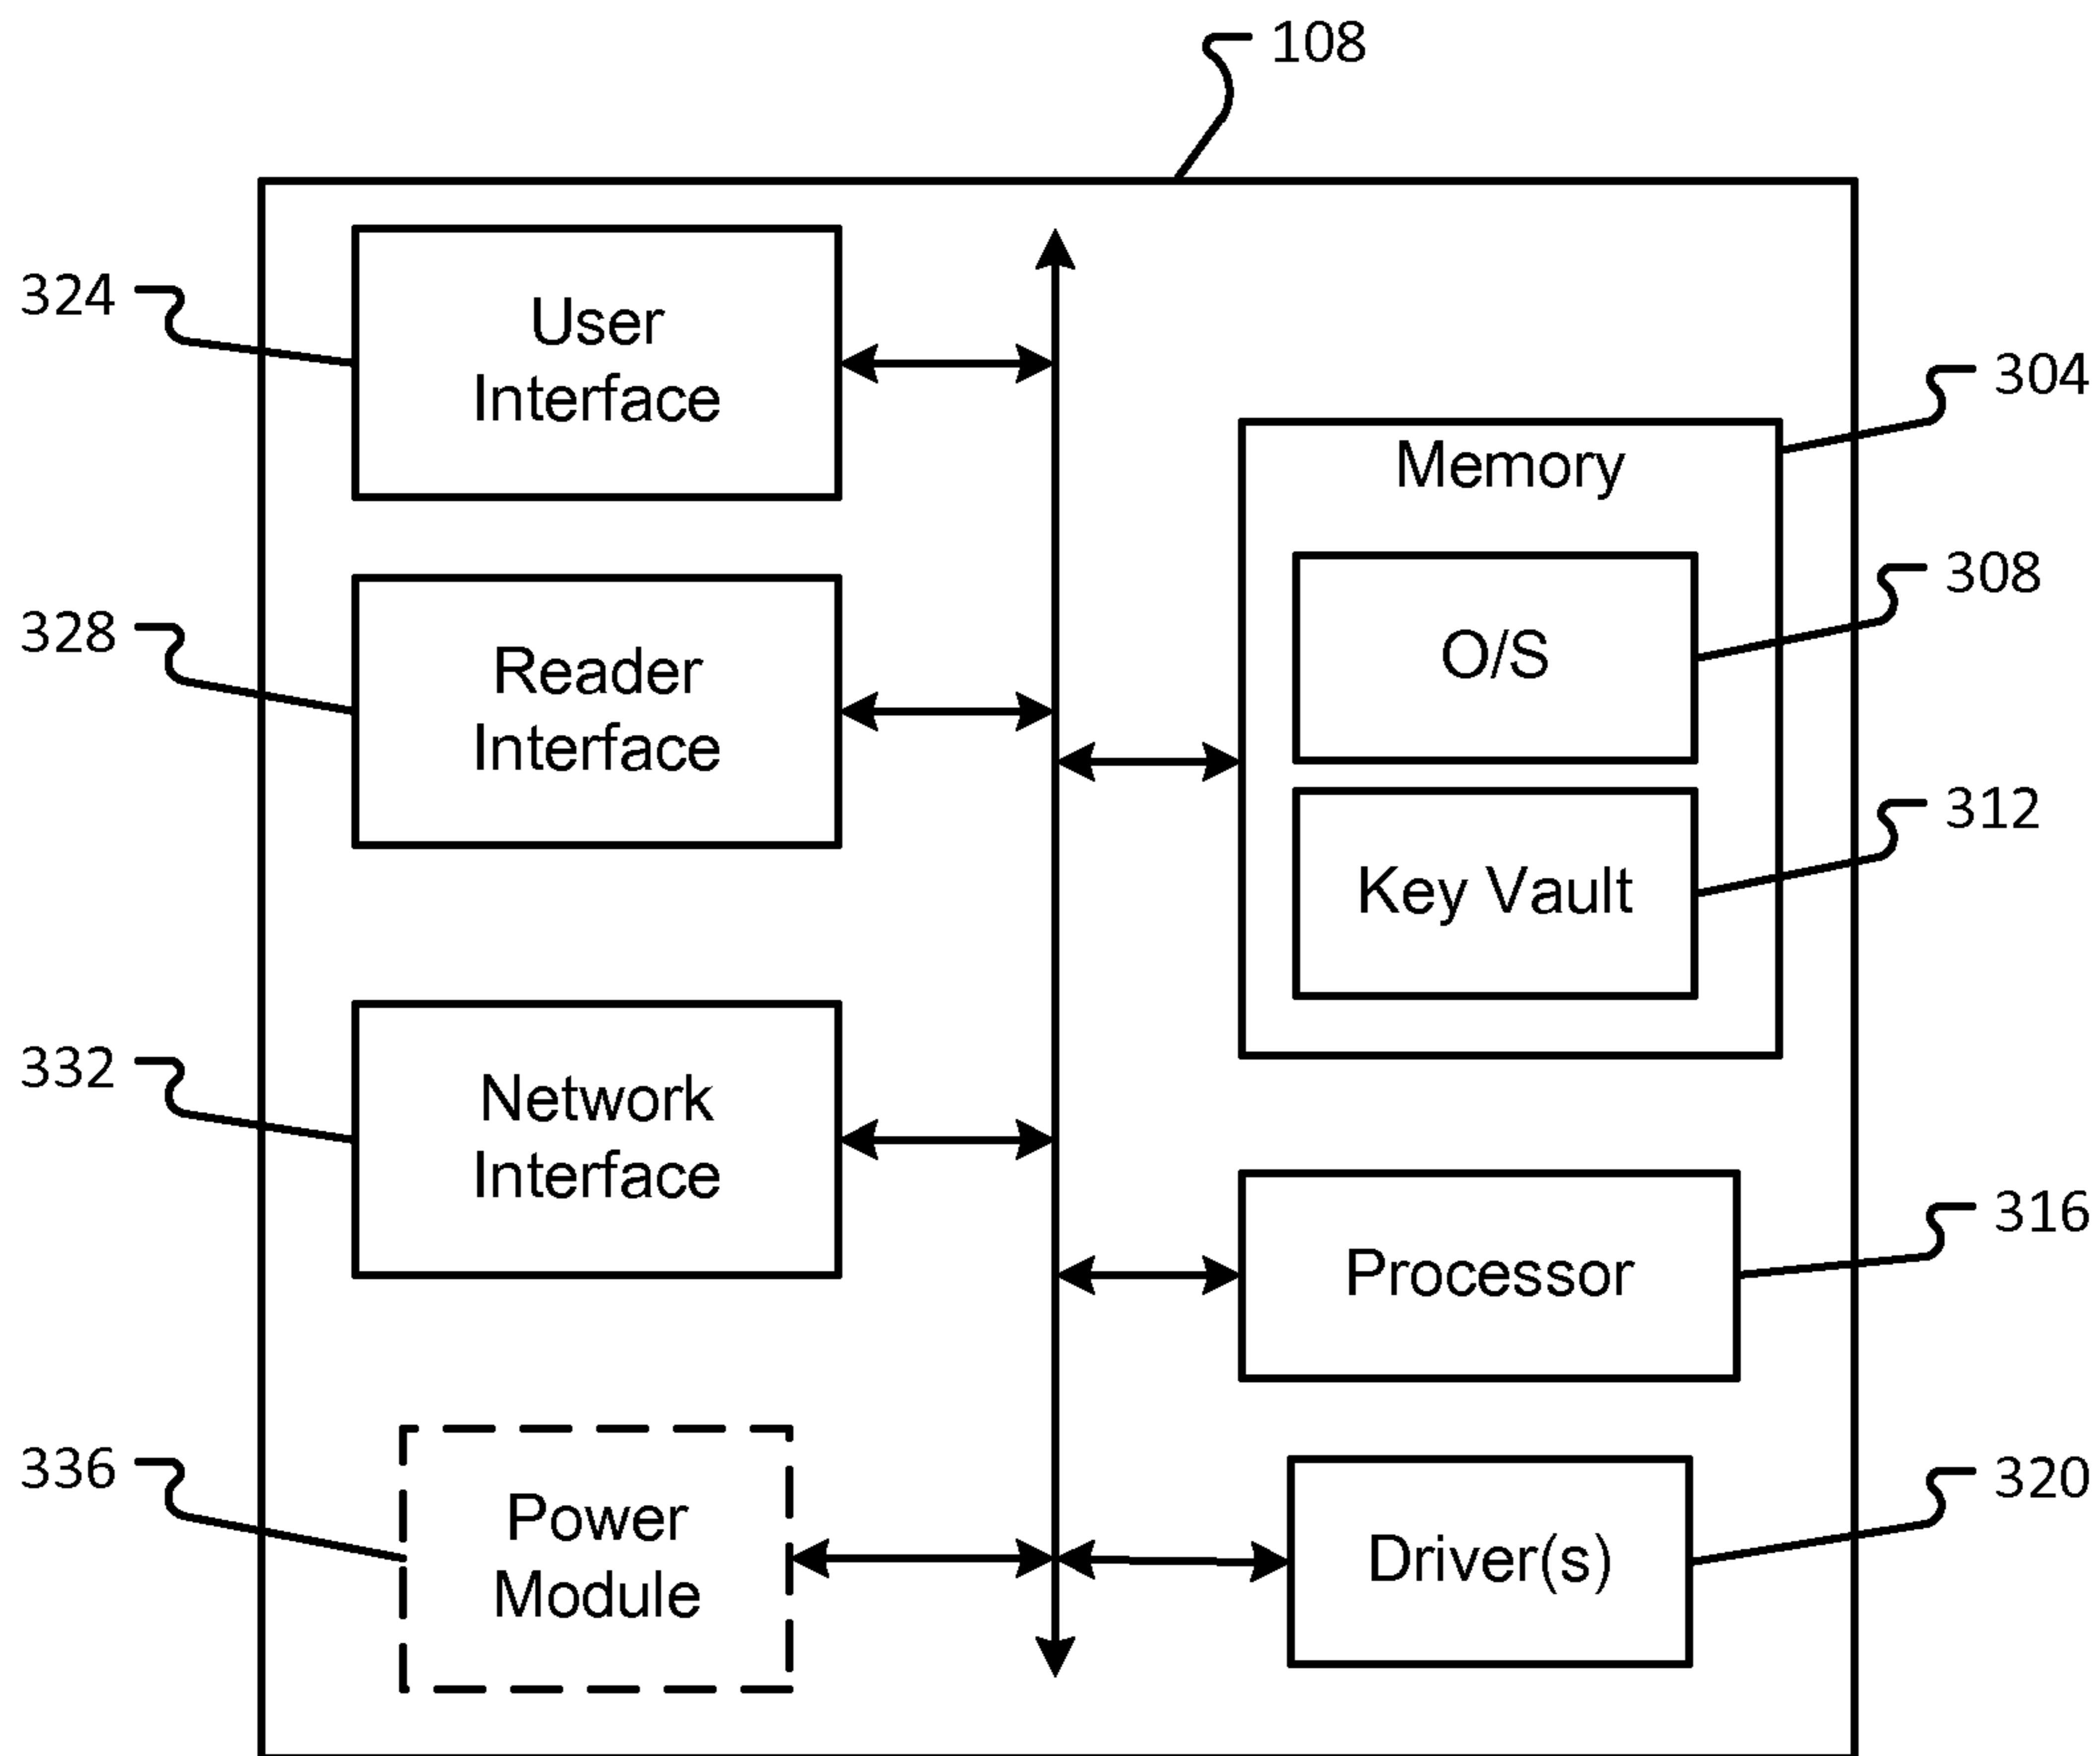 108
324
User
Interface
304
Memory
328
Reader
Interface
308
O/S
312
Key Vault
332
Network
Interface
316
Processor
336
Power
Module
320
Driver(s)